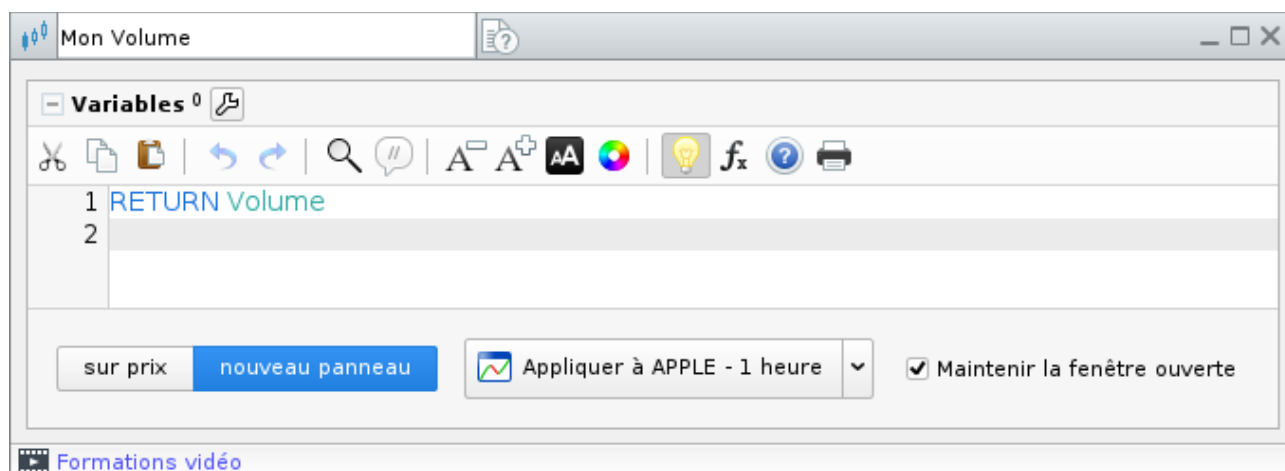 Mon Volume
Variables 0
1 RETURN Volume
2
sur prix nouveau panneau Appliquer à APPLE - 1 heure Maintenir la fenêtre ouverte
Formations vidéo